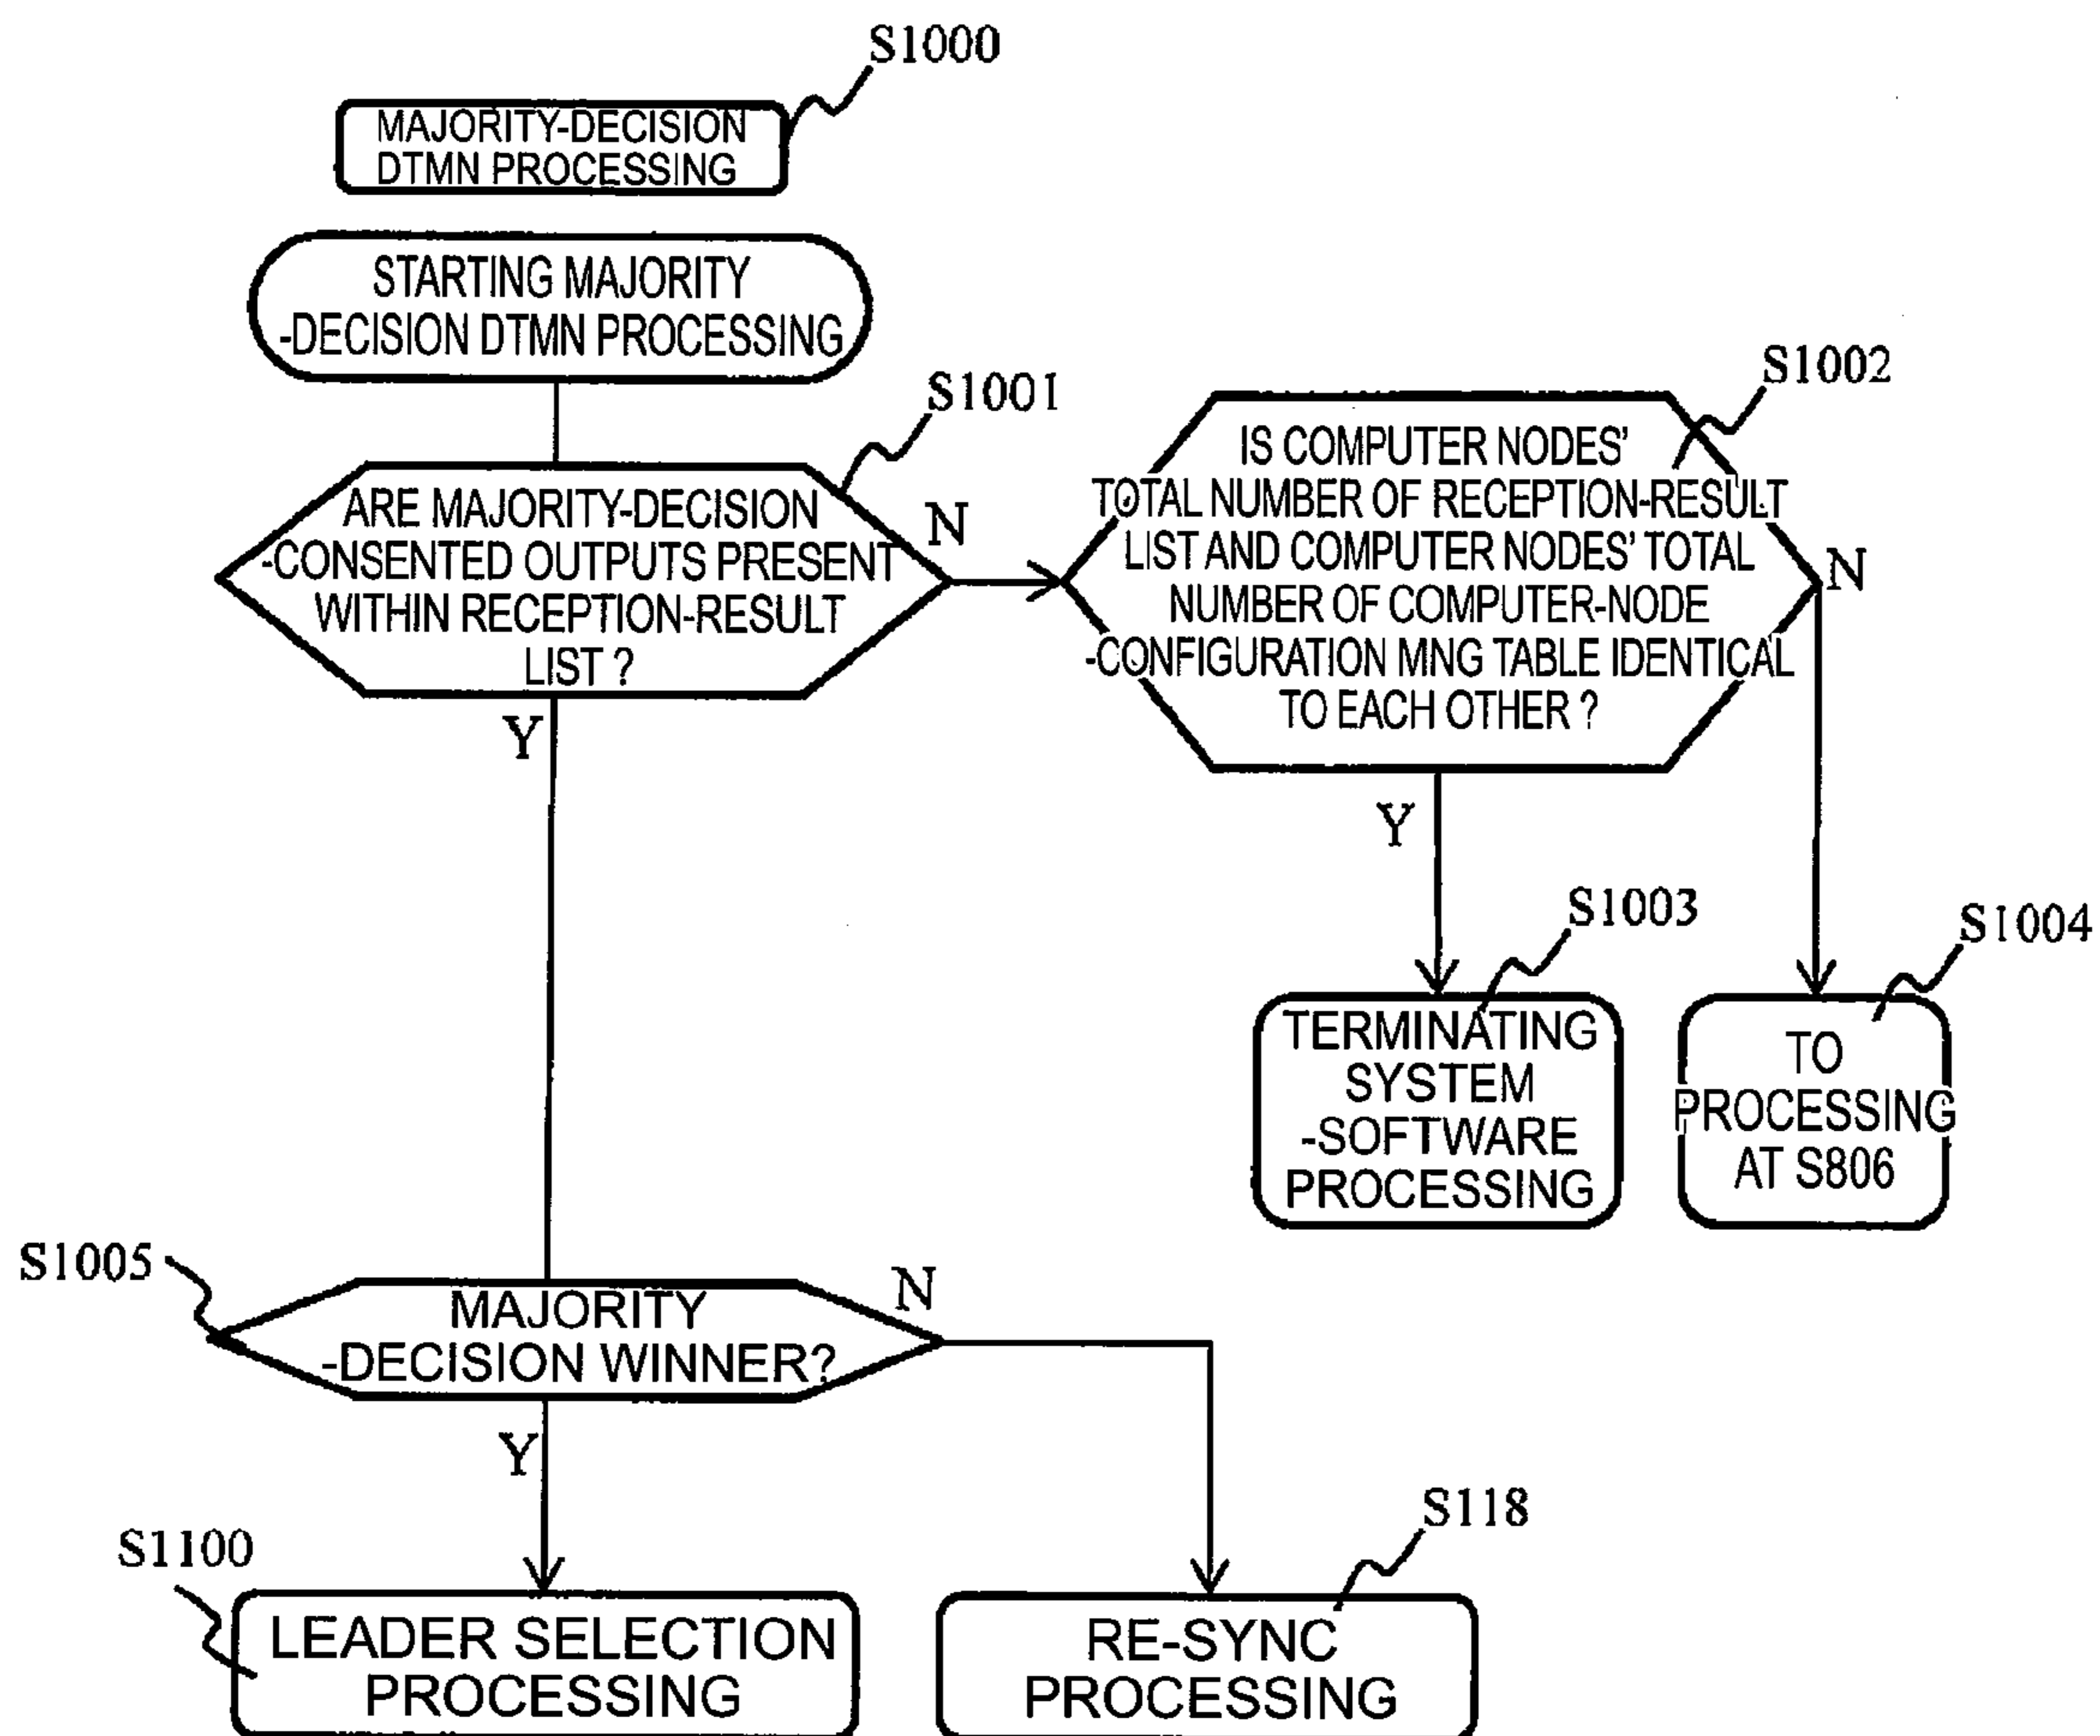 S1000
MAJORITY-DECISION
DTMN PROCESSING
STARTING MAJORITY
-DECISION DTMN PROCESSING
S1001
ARE MAJORITY-DECISION
-CONSENTED OUTPUTS PRESENT
WITHIN RECEPTION-RESULT
LIST ?
N
Y
S1002
IS COMPUTER NODES'
TOTAL NUMBER OF RECEPTION-RESULT
LIST AND COMPUTER NODES' TOTAL
NUMBER OF COMPUTER-NODE
-CONFIGURATION MNG TABLE IDENTICAL
TO EACH OTHER ?
N
Y
S1003
TERMINATING
SYSTEM
-SOFTWARE
PROCESSING
S1004
TO
PROCESSING
AT S806
S1005
MAJORITY
-DECISION WINNER?
N
Y
S1100
LEADER SELECTION
PROCESSING
S118
RE-SYNC
PROCESSING